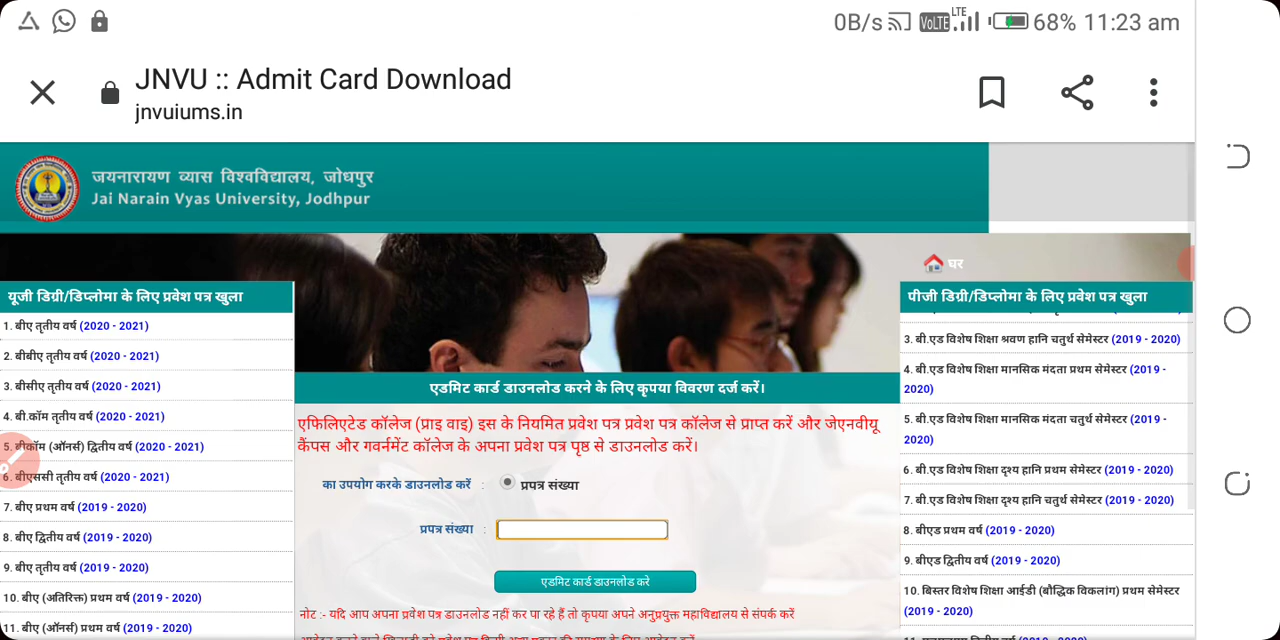 0B/s VoLTE LTE 68% 11:23 am
JNVU :: Admit Card Download
jnvuiums.in
जयनारायण व्यास विश्वविद्यालय, जोधपुर
Jai Narain Vyas University, Jodhpur
घर
यूजी डिग्री/डिप्लोमा के लिए प्रवेश पत्र खुला
1. बीए तृतीय वर्ष (2020 - 2021)
2. बीबीए तृतीय वर्ष (2020 - 2021)
3. बीसीए तृतीय वर्ष (2020 - 2021)
4. बी.कॉम तृतीय वर्ष (2020 - 2021)
5. बीकॉम (ऑनर्स) द्वितीय वर्ष (2020 - 2021)
6. बीएससी तृतीय वर्ष (2020 - 2021)
7. बीए प्रथम वर्ष (2019 - 2020)
8. बीए द्वितीय वर्ष (2019 - 2020)
9. बीए तृतीय वर्ष (2019 - 2020)
10. बीए (अतिरिक्त) प्रथम वर्ष (2019 - 2020)
11. बीए (ऑनर्स) प्रथम वर्ष (2019 - 2020)
एडमिट कार्ड डाउनलोड करने के लिए कृपया विवरण दर्ज करें।
एफिलिएटेड कॉलेज (प्राइ वाइ) इस के नियमित प्रवेश पत्र प्रवेश पत्र कॉलेज से प्राप्त करें और जेएनवीयू
कैंपस और गवर्नमेंट कॉलेज के अपना प्रवेश पत्र पृष्ठ से डाउनलोड करें।
का उपयोग करके डाउनलोड करें : प्रपत्र संख्या
प्रपत्र संख्या :
एडमिट कार्ड डाउनलोड करे
नोट :- यदि आप अपना प्रवेश पत्र डाउनलोड नहीं कर पा रहे हैं तो कृपया अपने अनुप्रयुक्त महाविद्यालय से संपर्क करें
पीजी डिग्री/डिप्लोमा के लिए प्रवेश पत्र खुला
3. बी.एड विशेष शिक्षा श्रवण हानि चतुर्थ सेमेस्टर (2019 - 2020)
4. बी.एड विशेष शिक्षा मानसिक मंदता प्रथम सेमेस्टर (2019 -
2020)
5. बी.एड विशेष शिक्षा मानसिक मंदता चतुर्थ सेमेस्टर (2019 -
2020)
6. बी.एड विशेष शिक्षा दृश्य हानि प्रथम सेमेस्टर (2019 - 2020)
7. बी.एड विशेष शिक्षा दृश्य हानि चतुर्थ सेमेस्टर (2019 - 2020)
8. बीएड प्रथम वर्ष (2019 - 2020)
9. बीएड द्वितीय वर्ष (2019 - 2020)
10. बिस्तर विशेष शिक्षा आईडी (बौद्धिक विकलांग) प्रथम सेमेस्टर
(2019 - 2020)